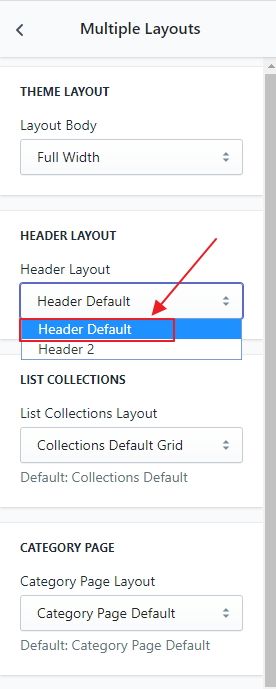 Multiple Layouts
THEME LAYOUT
Layout Body
Full Width
HEADER LAYOUT
Header Layout
Header Default
Header Default
Header 2
LIST COLLECTIONS
List Collections Layout
Collections Default Grid
Default: Collections Default
CATEGORY PAGE
Category Page Layout
Category Page Default
Default: Category Page Default